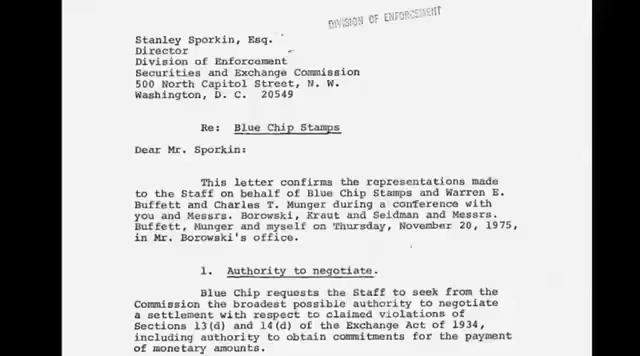 DIVISION OF ENFORCEMENT
Stanley Sporkin, Esq.
Director
Division of Enforcement
Securities and Exchange Commission
500 North Capitol Street, N. W.
Washington, D. C. 20549
Re: Blue Chip Stamps
Dear Mr. Sporkin:
This letter confirms the representations made
to the Staff on behalf of Blue Chip Stamps and Warren E.
Buffett and Charles T. Munger during a conference with
you and Messrs. Borowski, Kraut and Seidman and Messrs.
Buffett, Munger and myself on Thursday, November 20, 1975,
in Mr. Borowski's office.
1. Authority to negotiate.
Blue Chip requests the Staff to seek from the
Commission the broadest possible authority to negotiate
a settlement with respect to claimed violations of
Sections 13(d) and 14(d) of the Exchange Act of 1934,
including authority to obtain commitments for the payment
of monetary amounts.